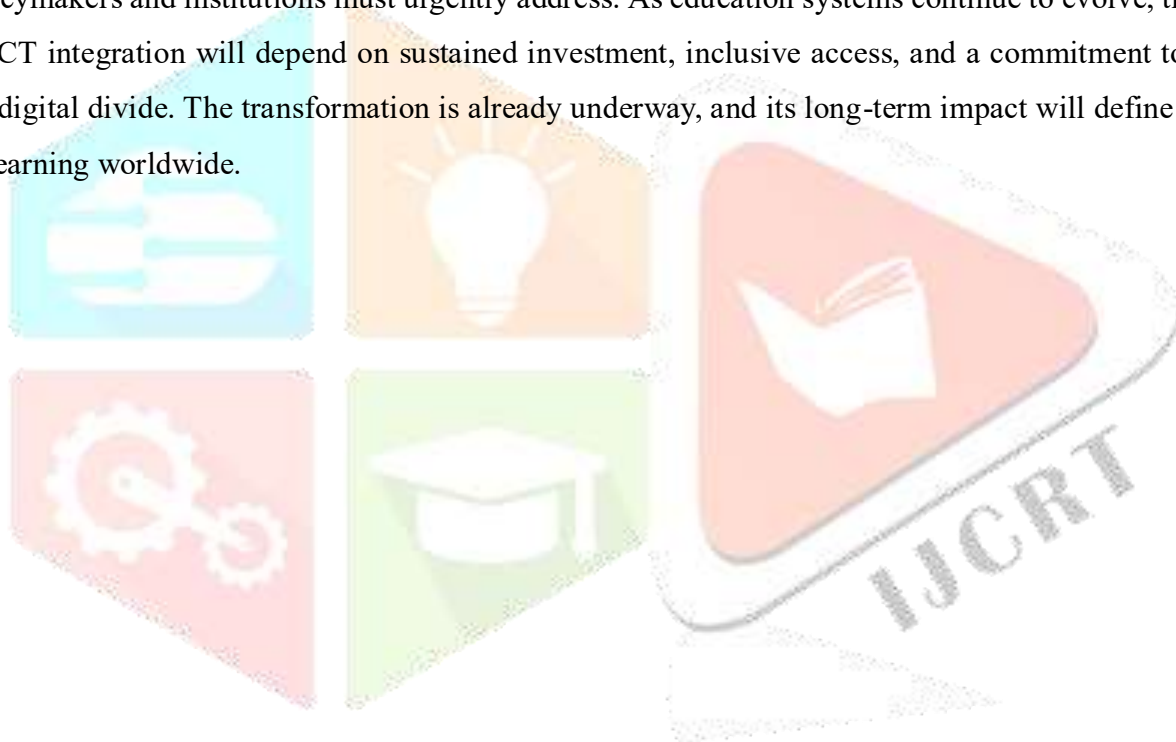 cymakers and institutions must urgently address. As education systems continue to evolve,
CT integration will depend on sustained investment, inclusive access, and a commitment to
digital divide. The transformation is already underway, and its long-term impact will define
earning worldwide.
IJCRT